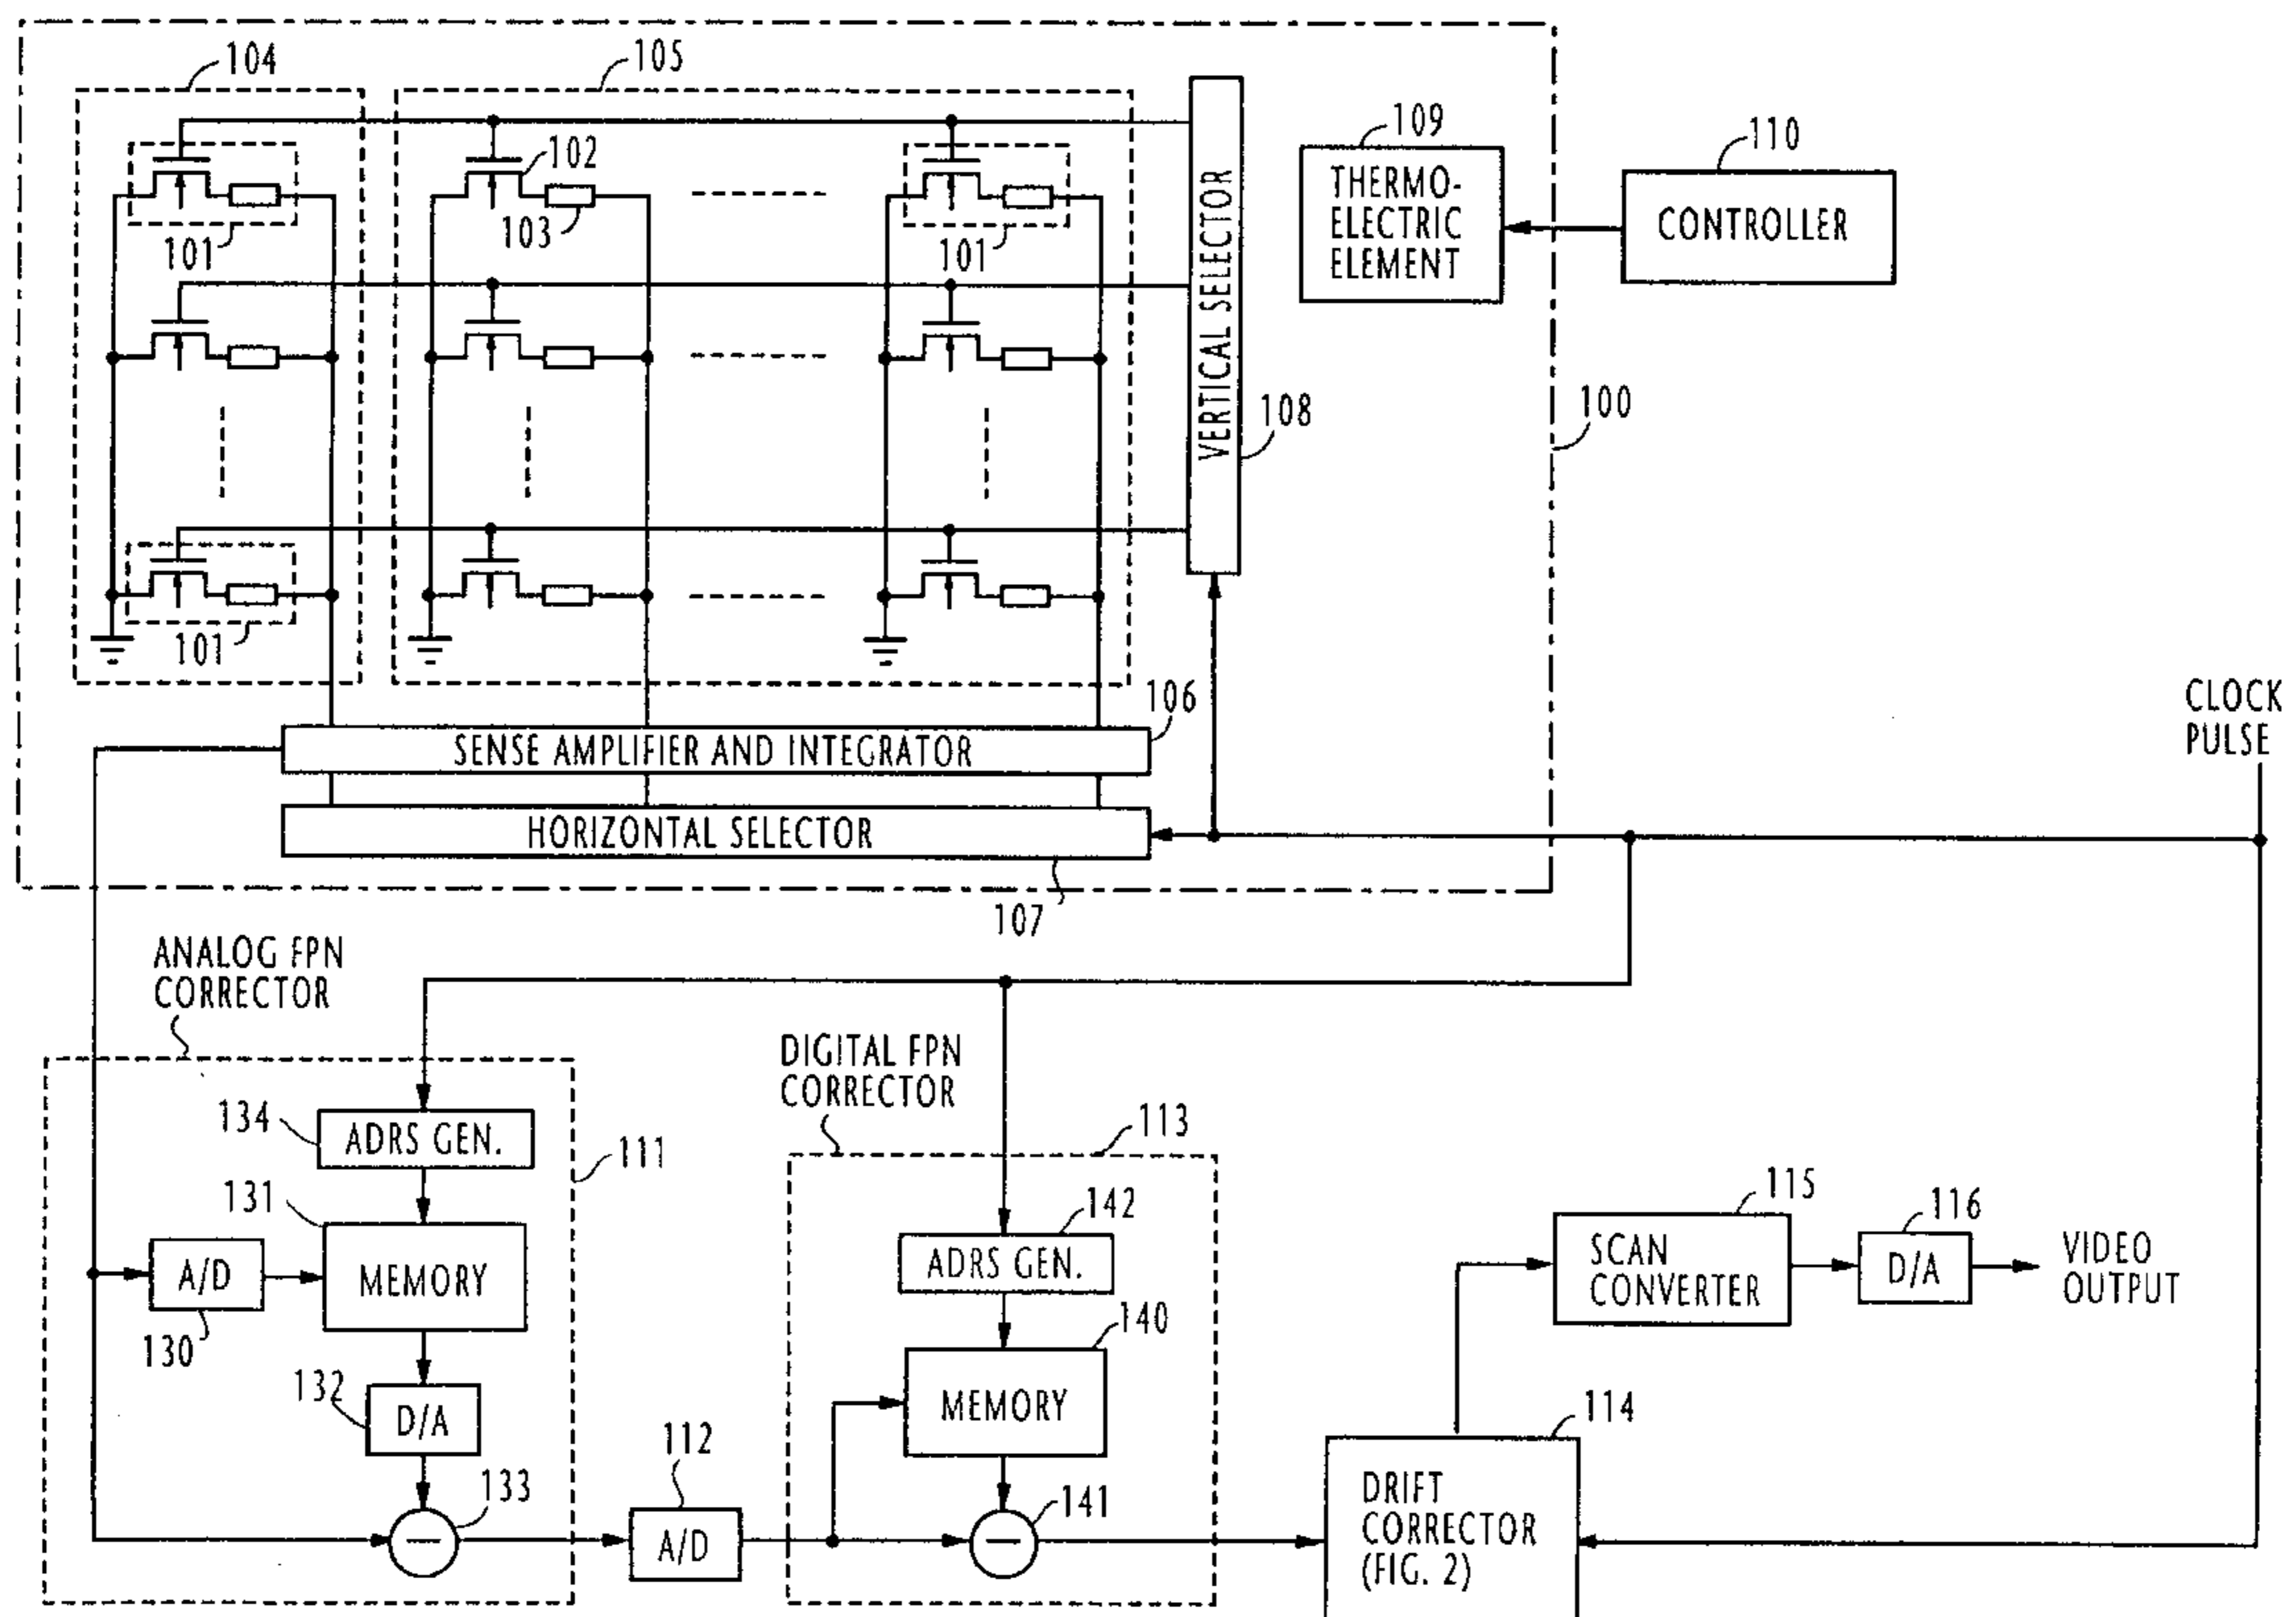 104
105
102
103
101
101
101
VERTICAL SELECTOR
108
109
THERMO-
ELECTRIC
ELEMENT
110
CONTROLLER
100
106
SENSE AMPLIFIER AND INTEGRATOR
HORIZONTAL SELECTOR
107
CLOCK
PULSE
ANALOG FPN
CORRECTOR
134
ADRS GEN.
111
131
MEMORY
A/D
130
132
D/A
133
112
A/D
DIGITAL FPN
CORRECTOR
113
142
ADRS GEN.
140
MEMORY
141
114
DRIFT
CORRECTOR
(FIG. 2)
115
SCAN
CONVERTER
116
D/A
VIDEO
OUTPUT